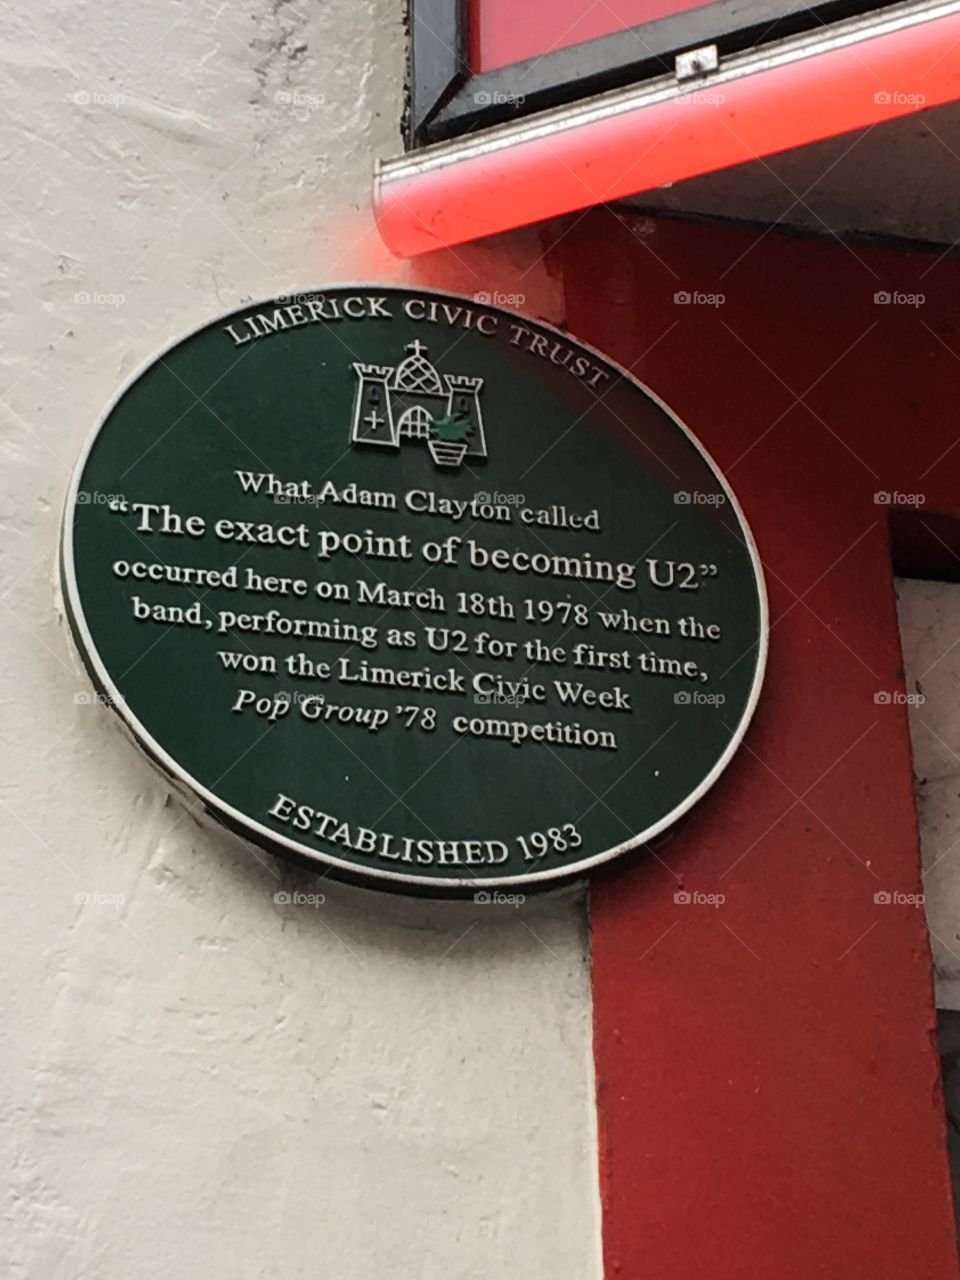 LIMERICK CIVIC TRUST
What Adam Clayton called
“The exact point of becoming U2”
occurred here on March 18th 1978 when the
band, performing as U2 for the first time,
won the Limerick Civic Week
Pop Group ’78 competition
ESTABLISHED 1983
foap